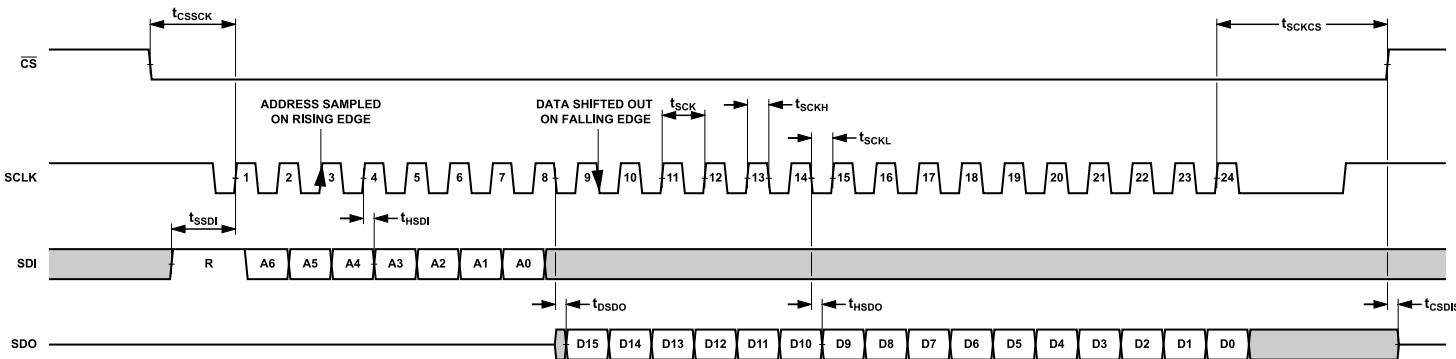 tCSSCK
tSCKCS
CS
ADDRESS SAMPLED
ON RISING EDGE
DATA SHIFTED OUT
ON FALLING EDGE
tSCK
tSCKH
tSCKL
SCLK
1 2 3 4 5 6 7 8 9 10 11 12 13 14 15 16 17 18 19 20 21 22 23 24
tSSDI
tHSDI
SDI
R A6 A5 A4 A3 A2 A1 A0
tDSDO
tHSDO
tCSDIS
SDO
D15 D14 D13 D12 D11 D10 D9 D8 D7 D6 D5 D4 D3 D2 D1 D0